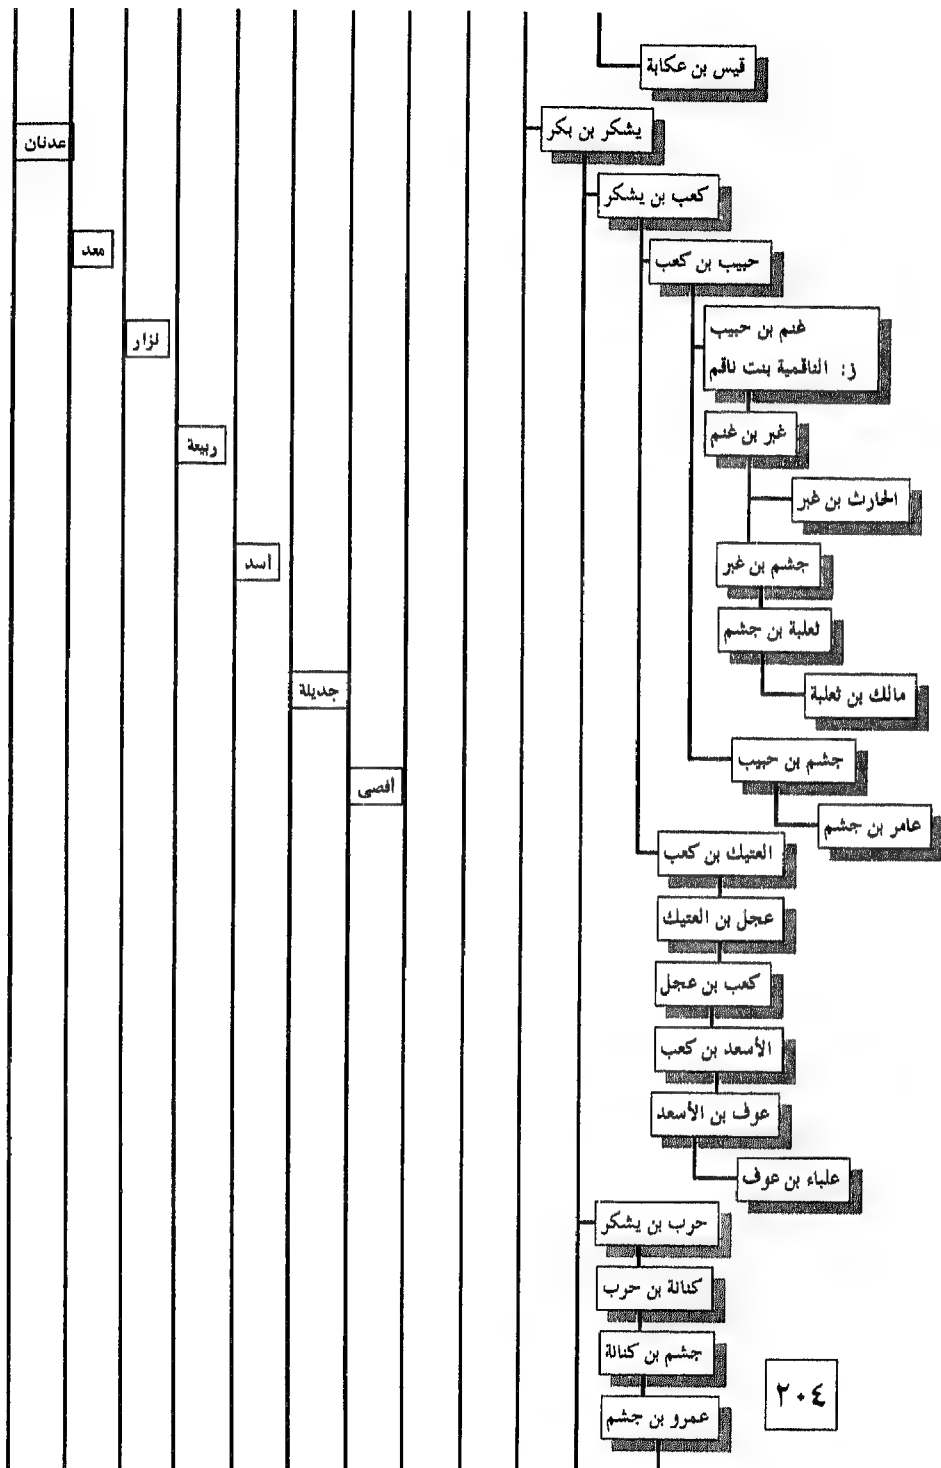 قيس بن عكابة
يشكر بن بكر
عدنان
كعب بن يشكر
معد
حبيب بن كعب
نزار
غنم بن حبيب
ز: الناقمية بنت ناقم
غبر بن غنم
ربيعة
الحارث بن غبر
اسد
جشم بن غبر
ثعلبة بن جشم
جديلة
مالك بن ثعلبة
جشم بن حبيب
افصى
عامر بن جشم
العتيك بن كعب
عجل بن العتيك
كعب بن عجل
الأسعد بن كعب
عوف بن الأسعد
علباء بن عوف
حرب بن يشكر
كنانة بن حرب
جشم بن كنانة
عمرو بن جشم
٢٠٤